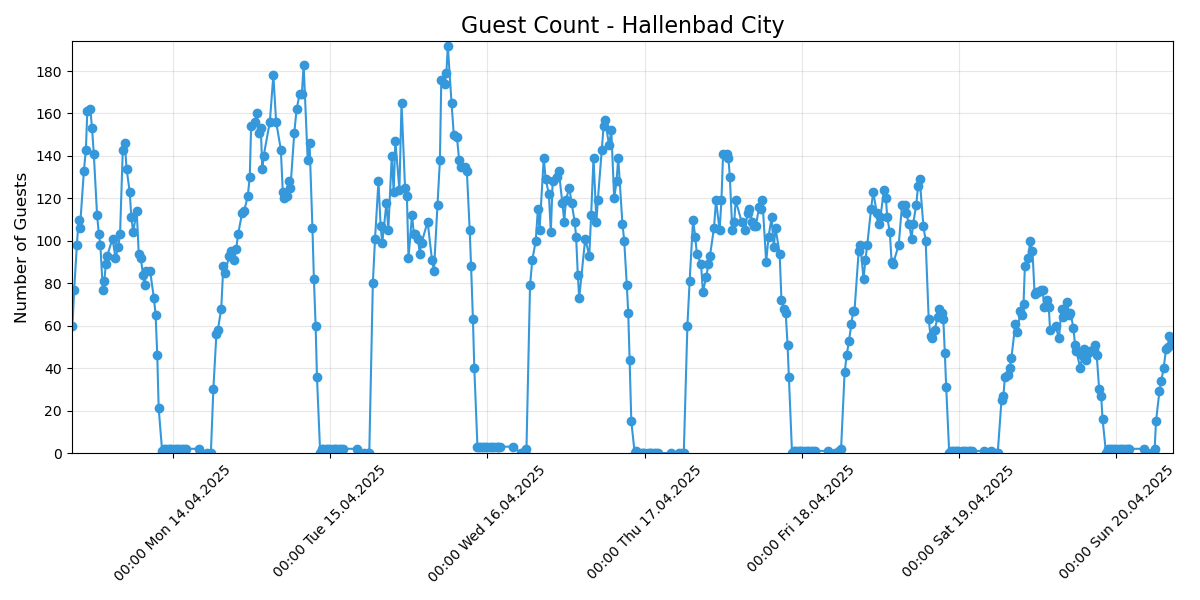 Guest Count - Hallenbad City
Number of Guests
180
160
140
120
100
80
60
40
20
0
00:00 Mon 14.04.2025
00:00 Tue 15.04.2025
00:00 Wed 16.04.2025
00:00 Thu 17.04.2025
00:00 Fri 18.04.2025
00:00 Sat 19.04.2025
00:00 Sun 20.04.2025